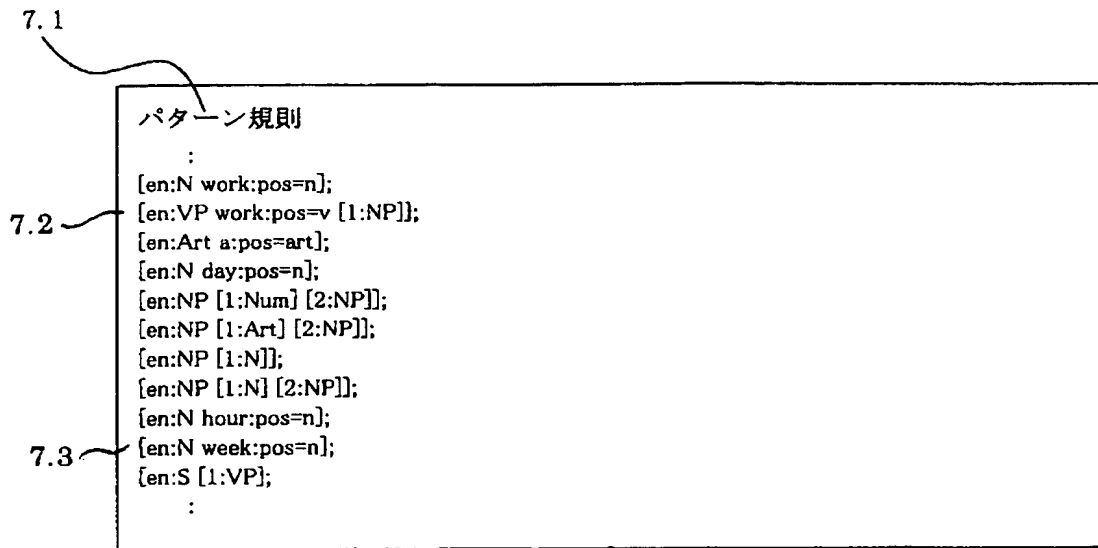 7.1
パターン規則
:
[en:N work:pos=n];
7.2 [en:VP work:pos=v [1:NP]];
[en:Art a:pos=art];
[en:N day:pos=n];
[en:NP [1:Num] [2:NP]];
[en:NP [1:Art] [2:NP]];
[en:NP [1:N]];
[en:NP [1:N] [2:NP]];
[en:N hour:pos=n];
7.3 [en:N week:pos=n];
[en:S [1:VP];
: